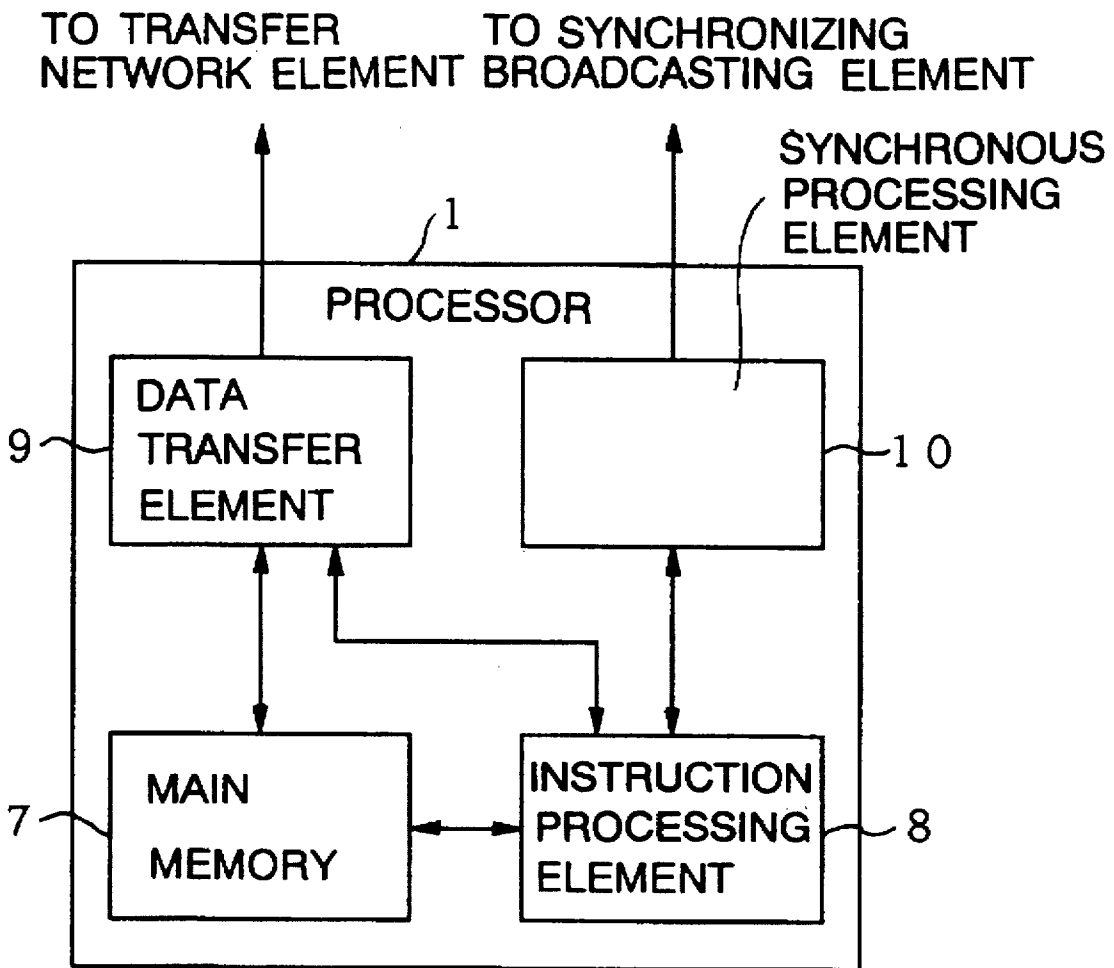 TO TRANSFER
NETWORK ELEMENT
TO SYNCHRONIZING
BROADCASTING ELEMENT
SYNCHRONOUS
PROCESSING
ELEMENT
1
PROCESSOR
DATA
TRANSFER
ELEMENT
9
10
MAIN
MEMORY
7
INSTRUCTION
PROCESSING
ELEMENT
8